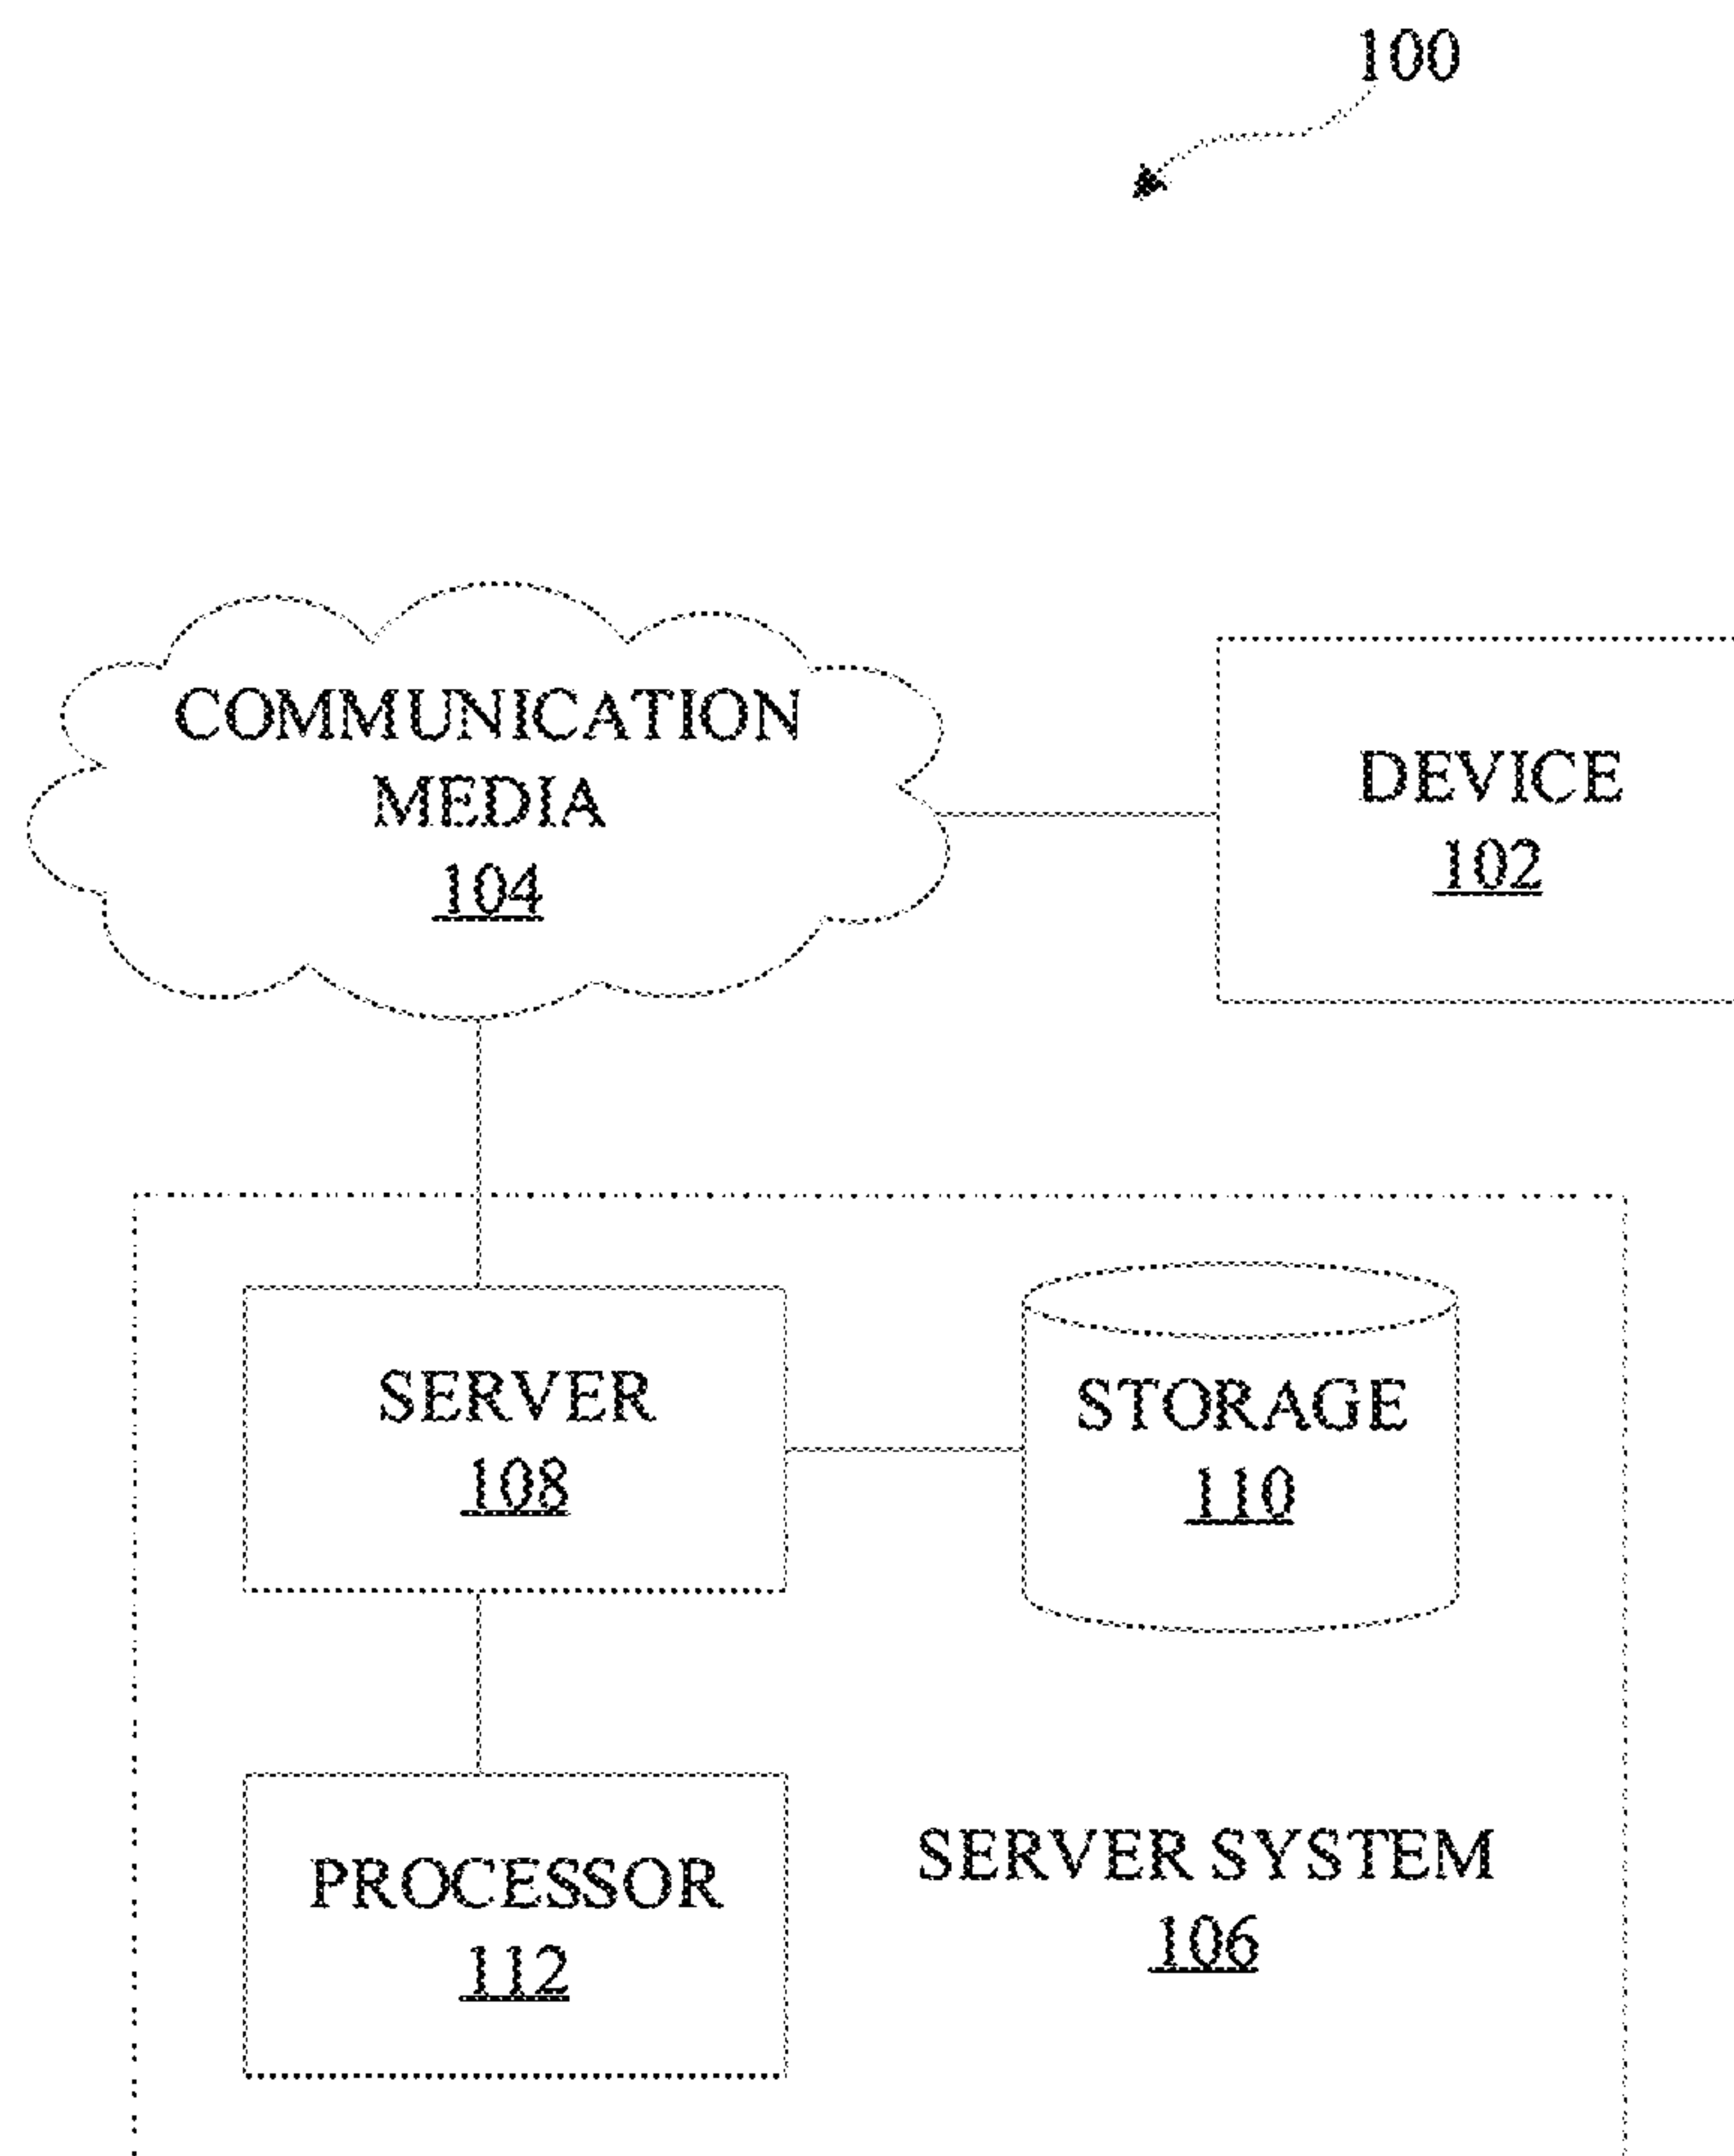 100
COMMUNICATION
MEDIA
104
DEVICE
102
SERVER
108
STORAGE
110
PROCESSOR
112
SERVER SYSTEM
106